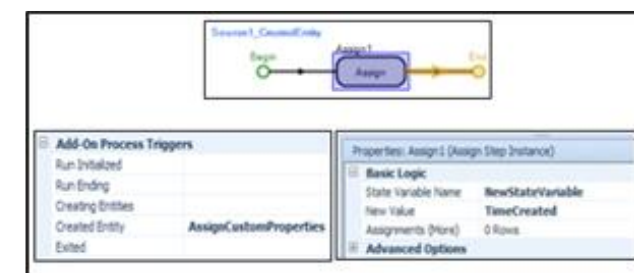 Source1_CreatedEntity
Begin
Assign1
End
Assign
Add-On Process Triggers
Run Initialized
Run Ending
Creating Entities
Created Entity AssignCustomProperties
Exited
Properties: Assign1 (Assign Step Instance)
Basic Logic
State Variable Name NewStateVariable
New Value TimeCreated
Assignments (More) 0 Rows
Advanced Options